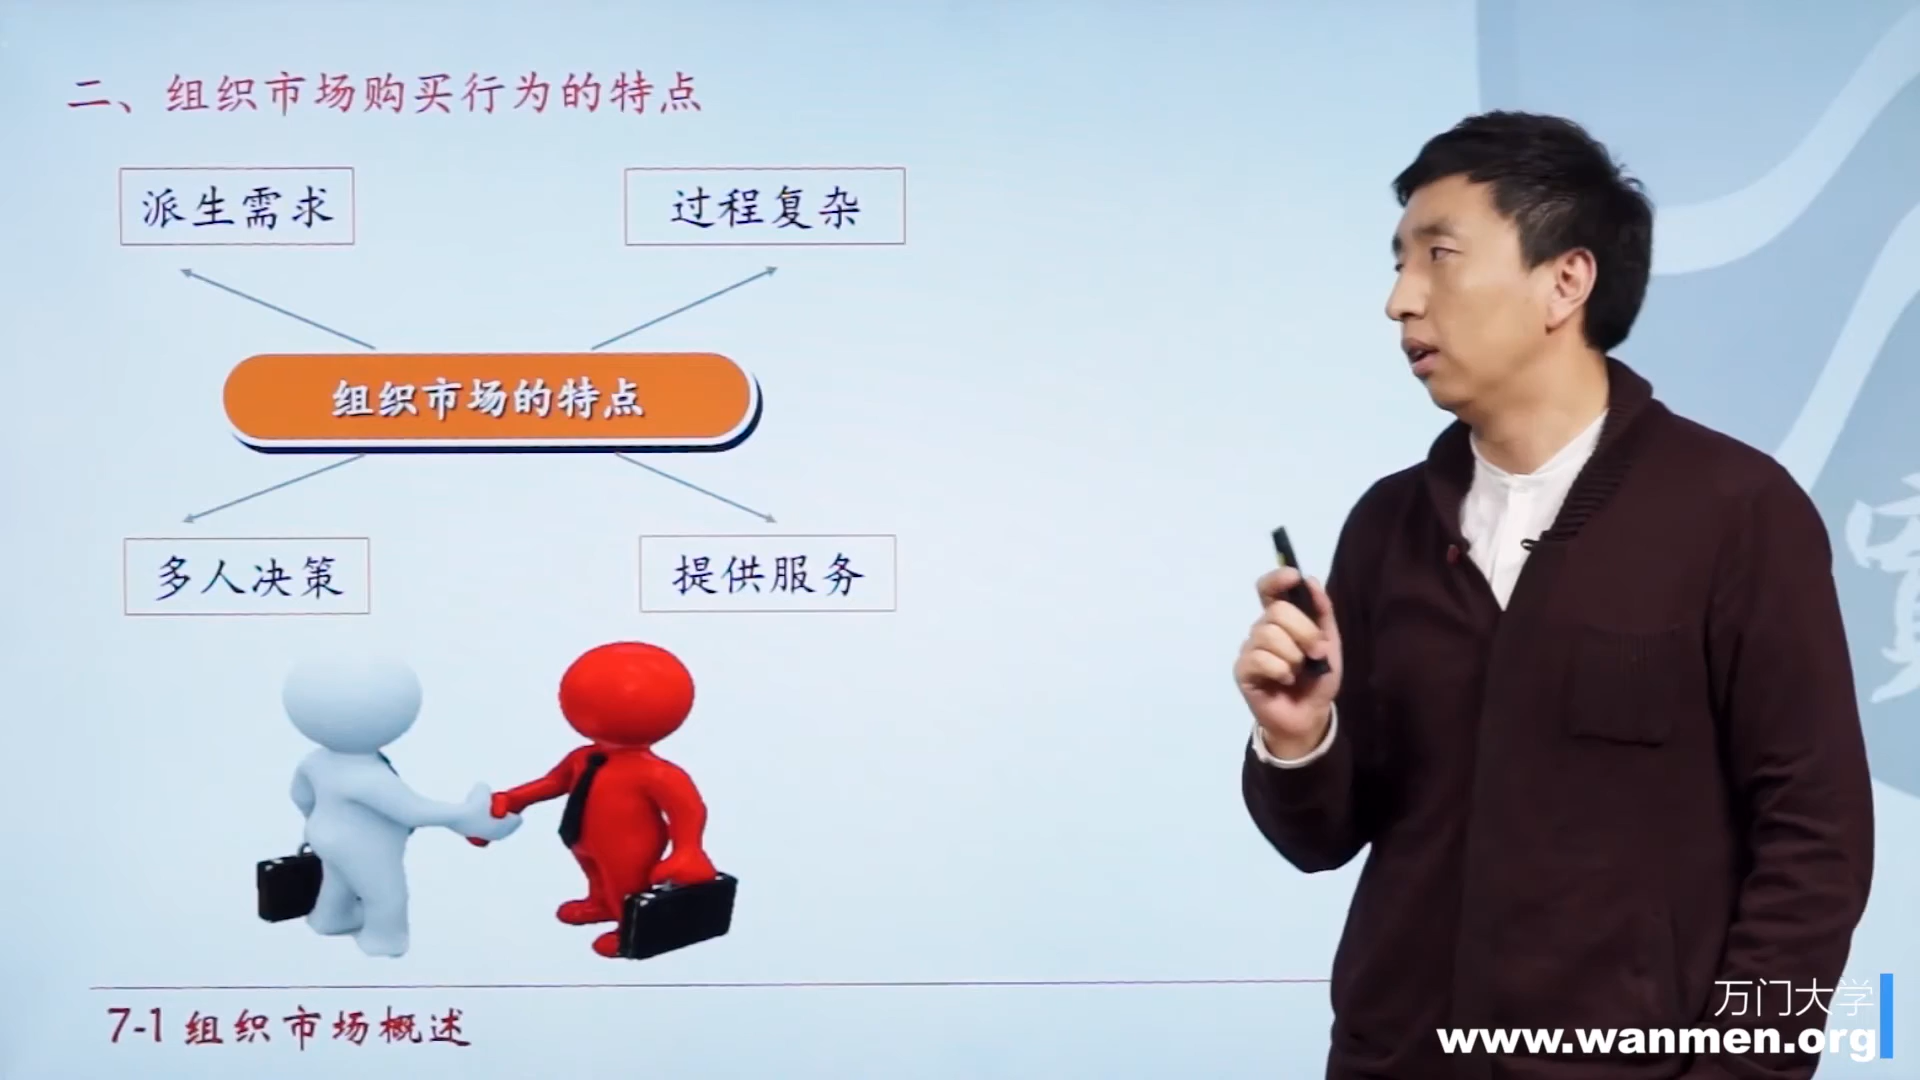 二、组织市场购买行为的特点
派生需求
过程复杂
组织市场的特点
多人决策
提供服务
7-1 组织市场概述
万门大学
www.wanmen.org